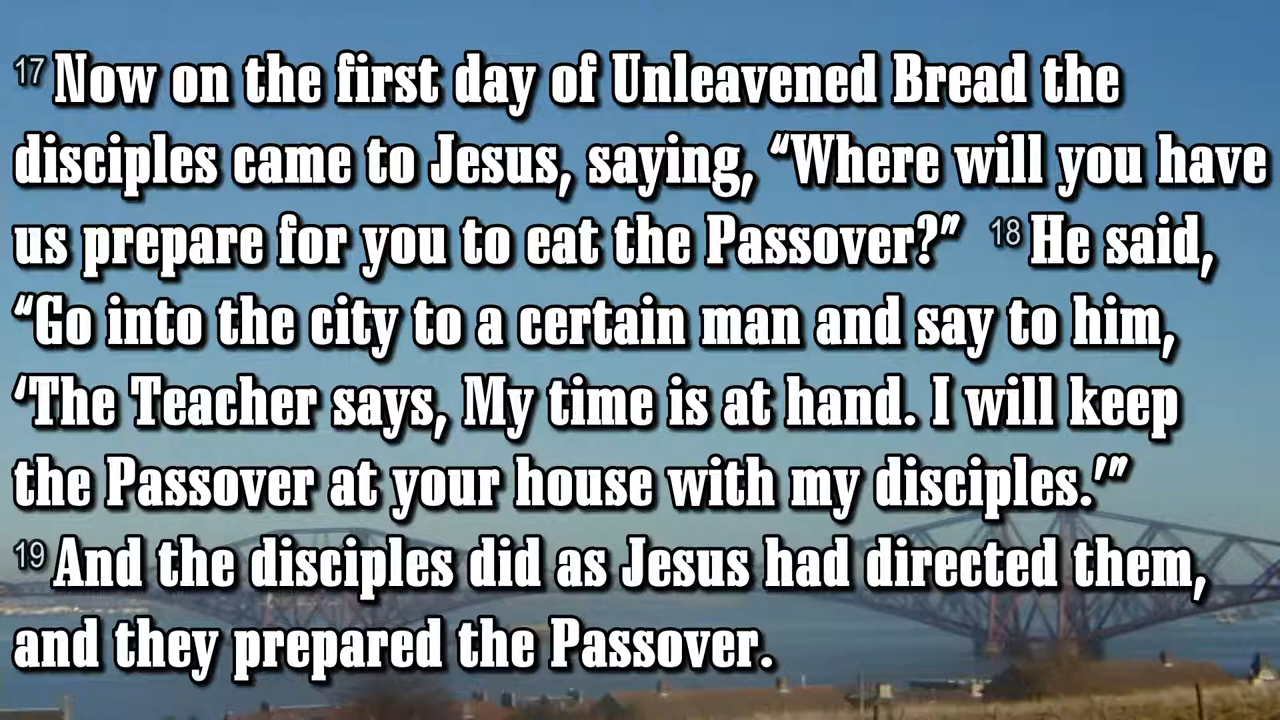 17 Now on the first day of Unleavened Bread the
disciples came to Jesus, saying, “Where will you have
us prepare for you to eat the Passover?” 18 He said,
“Go into the city to a certain man and say to him,
‘The Teacher says, My time is at hand. I will keep
the Passover at your house with my disciples.’”
19 And the disciples did as Jesus had directed them,
and they prepared the Passover.